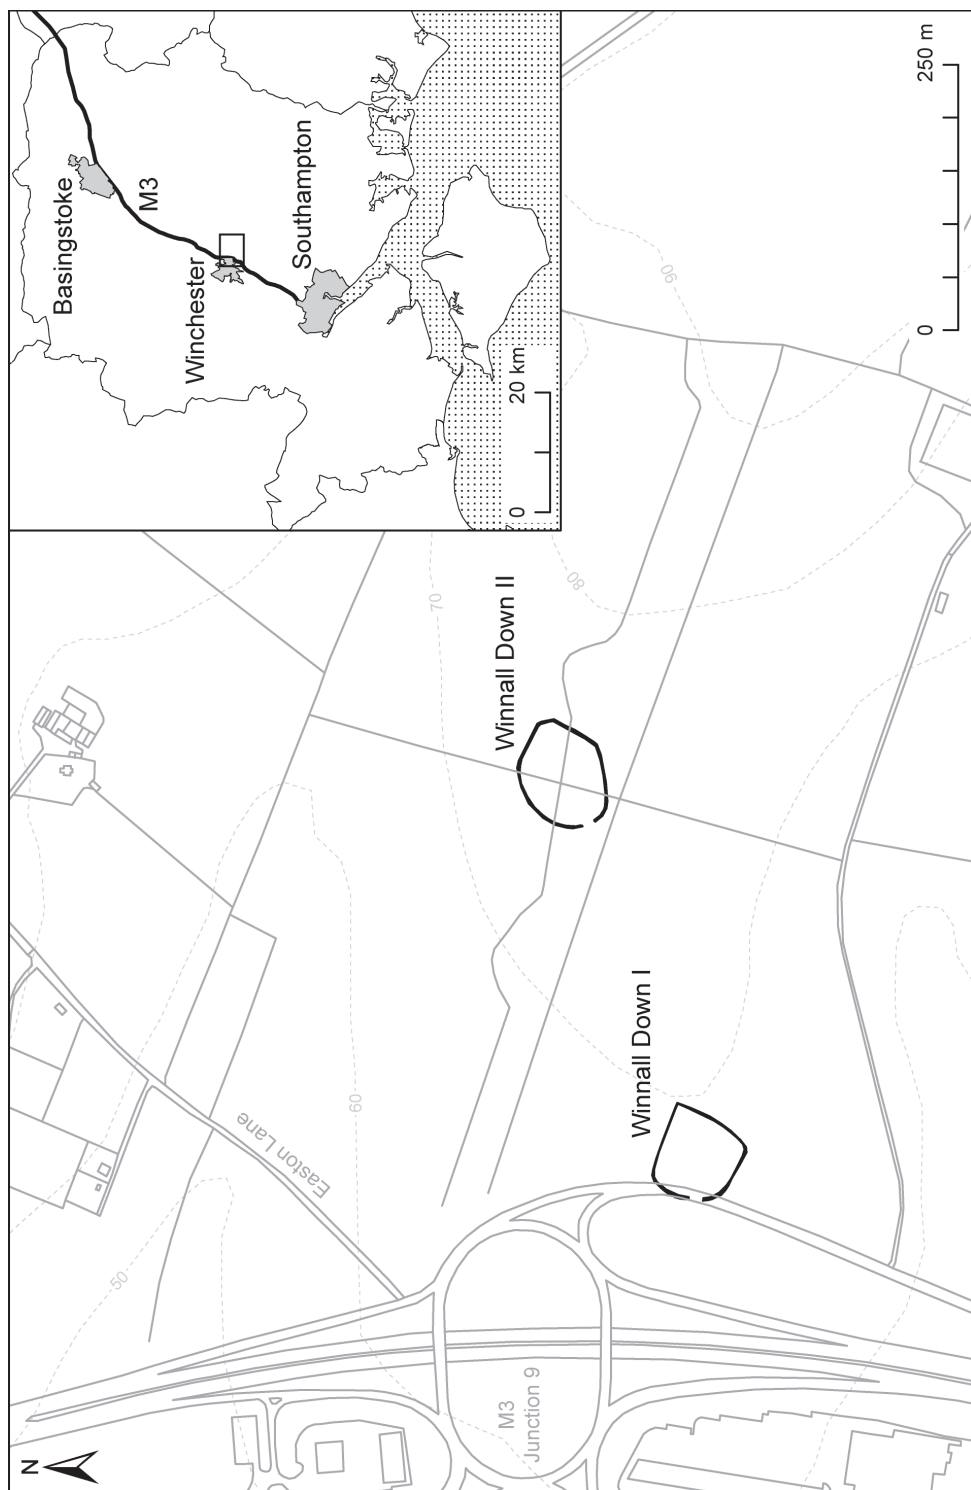 N
Basingstoke
M3
Winchester
Southampton
0
20 km
Winnall Down II
Winnall Down I
Easton Lane
M3
Junction 9
50
60
70
80
90
0
250 m